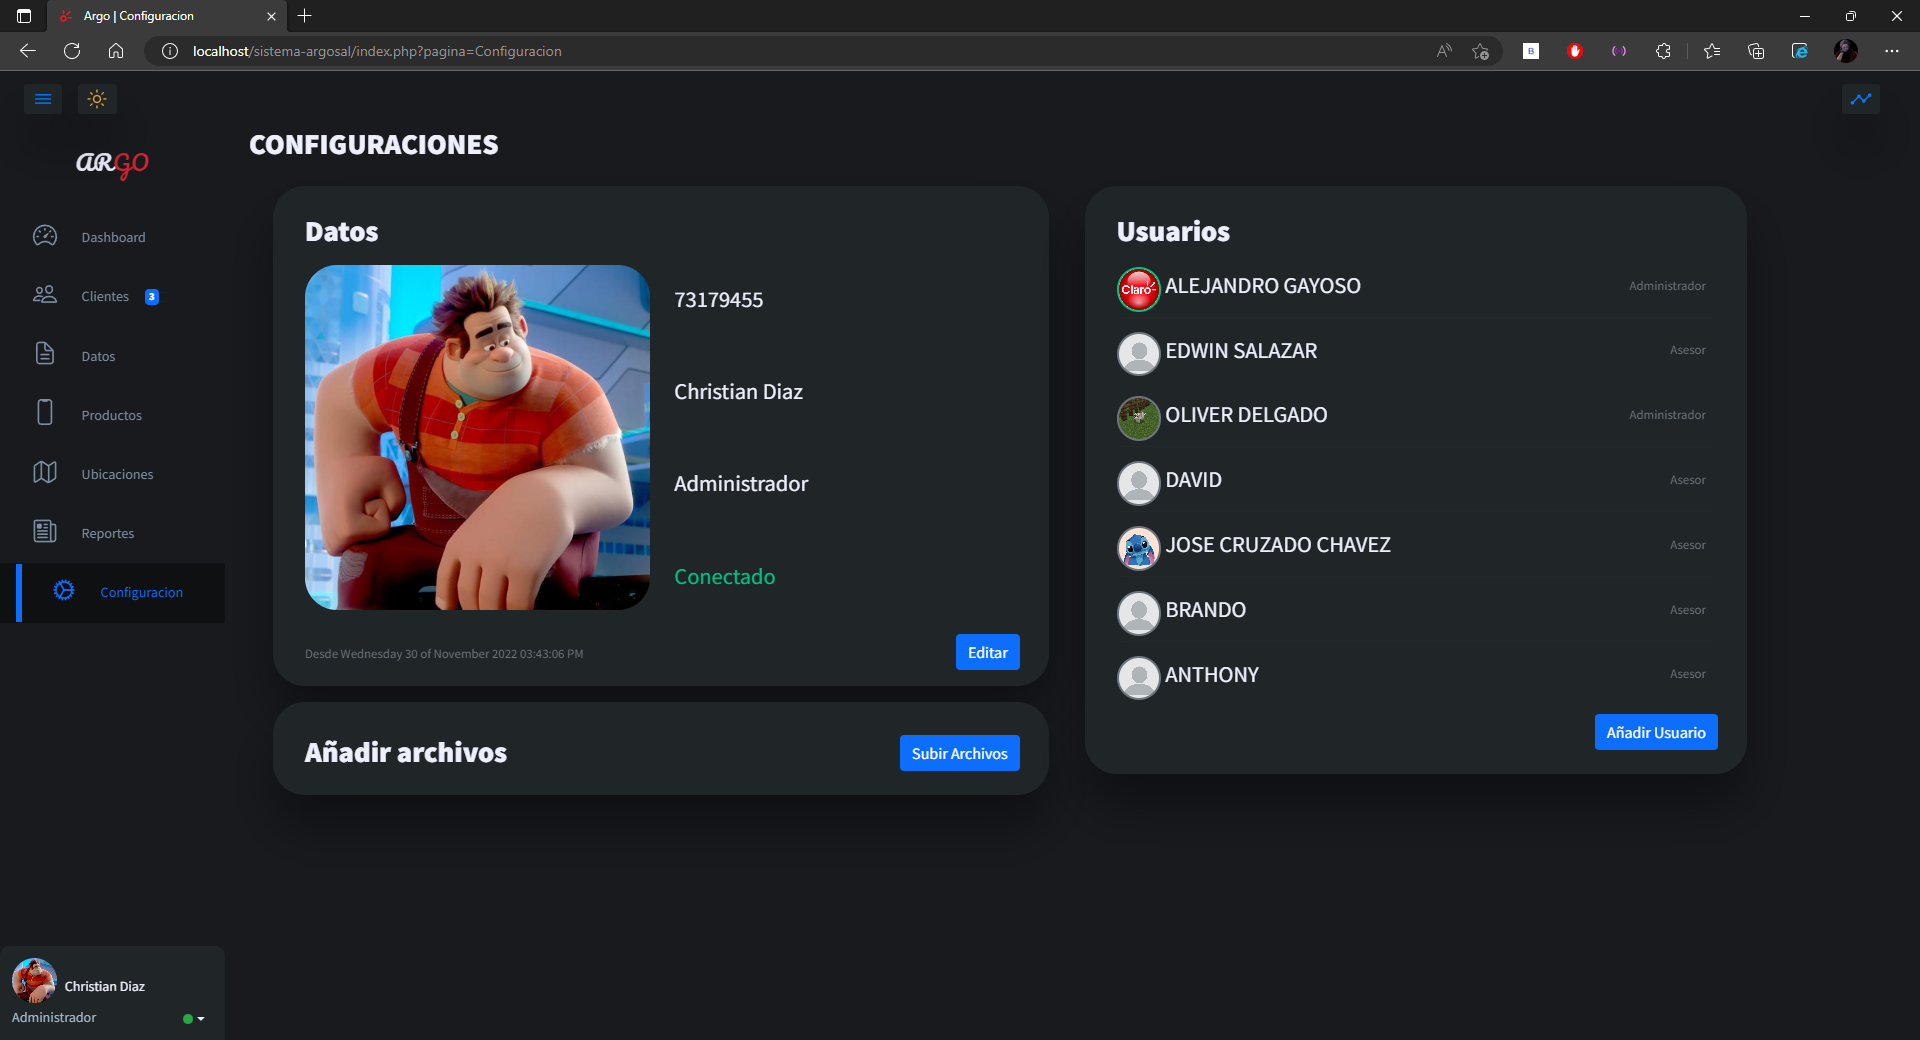 Argo | Configuracion
localhost/sistema-argosal/index.php?pagina=Configuracion
ARGO
Dashboard
Clientes 3
Datos
Productos
Ubicaciones
Reportes
Configuracion
Christian Diaz
Administrador
CONFIGURACIONES
Datos
73179455
Christian Diaz
Administrador
Conectado
Desde Wednesday 30 of November 2022 03:43:06 PM
Editar
Añadir archivos
Subir Archivos
Usuarios
Claro
ALEJANDRO GAYOSO Administrador
EDWIN SALAZAR Asesor
OLIVER DELGADO Administrador
DAVID Asesor
JOSE CRUZADO CHAVEZ Asesor
BRANDO Asesor
ANTHONY Asesor
Añadir Usuario